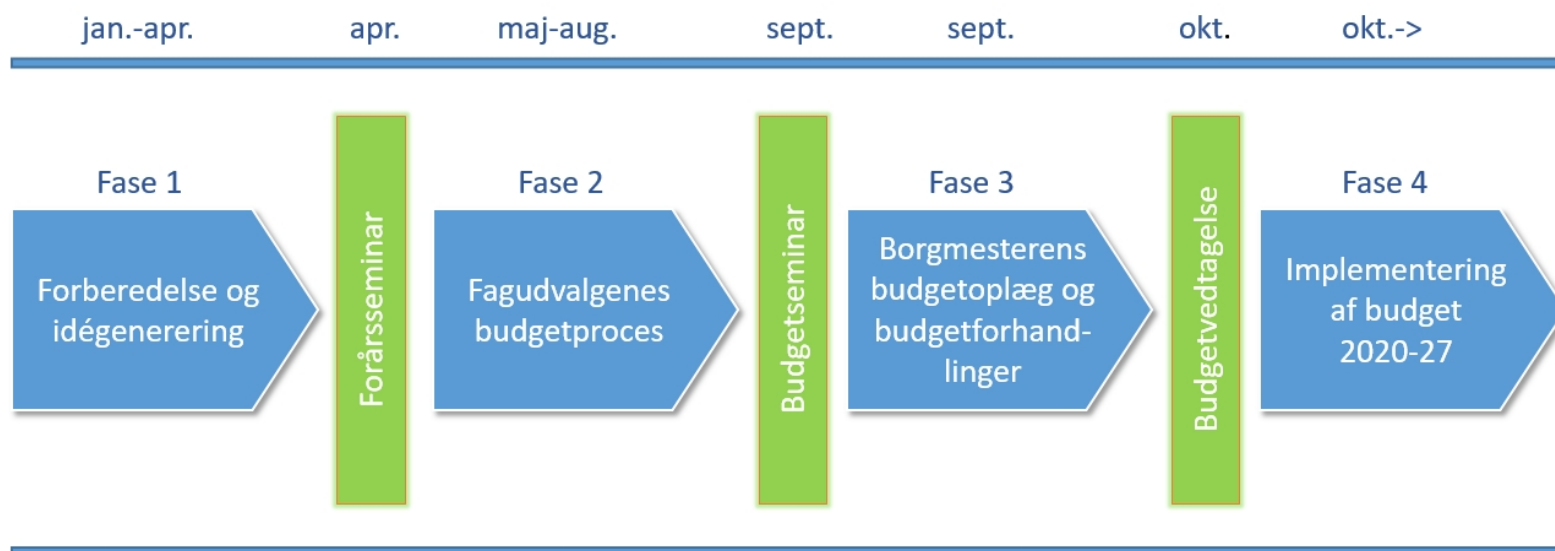 jan.-apr.
apr.
maj-aug.
sept.
sept.
okt.
okt.->
Fase 1
Forberedelse og
idégenerering
Forårsseminar
Fase 2
Fagudvalgenes
budgetproces
Budgetseminar
Fase 3
Borgmesterens
budgetoplæg og
budgetforhand-
linger
Budgetvedtagelse
Fase 4
Implementering
af budget
2020-27